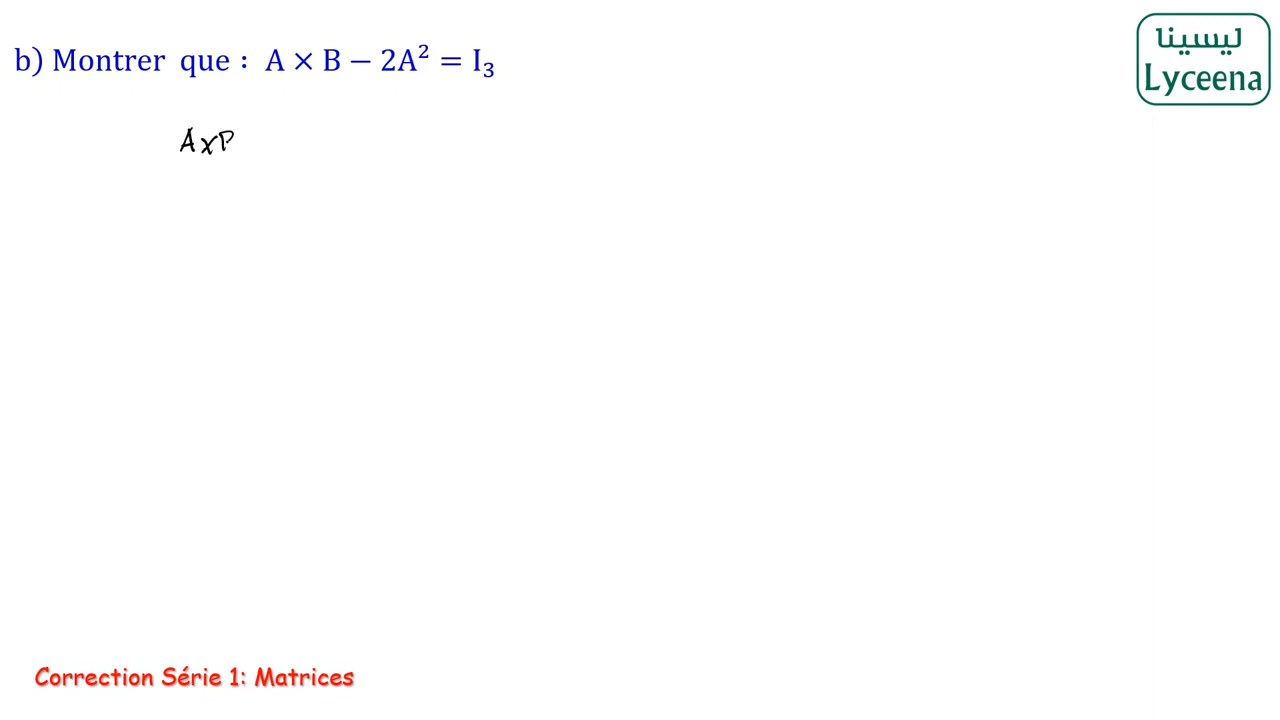 ليسينا
Lyceena
b) Montrer que : A × B − 2A² = I₃
A×P
Correction Série 1: Matrices